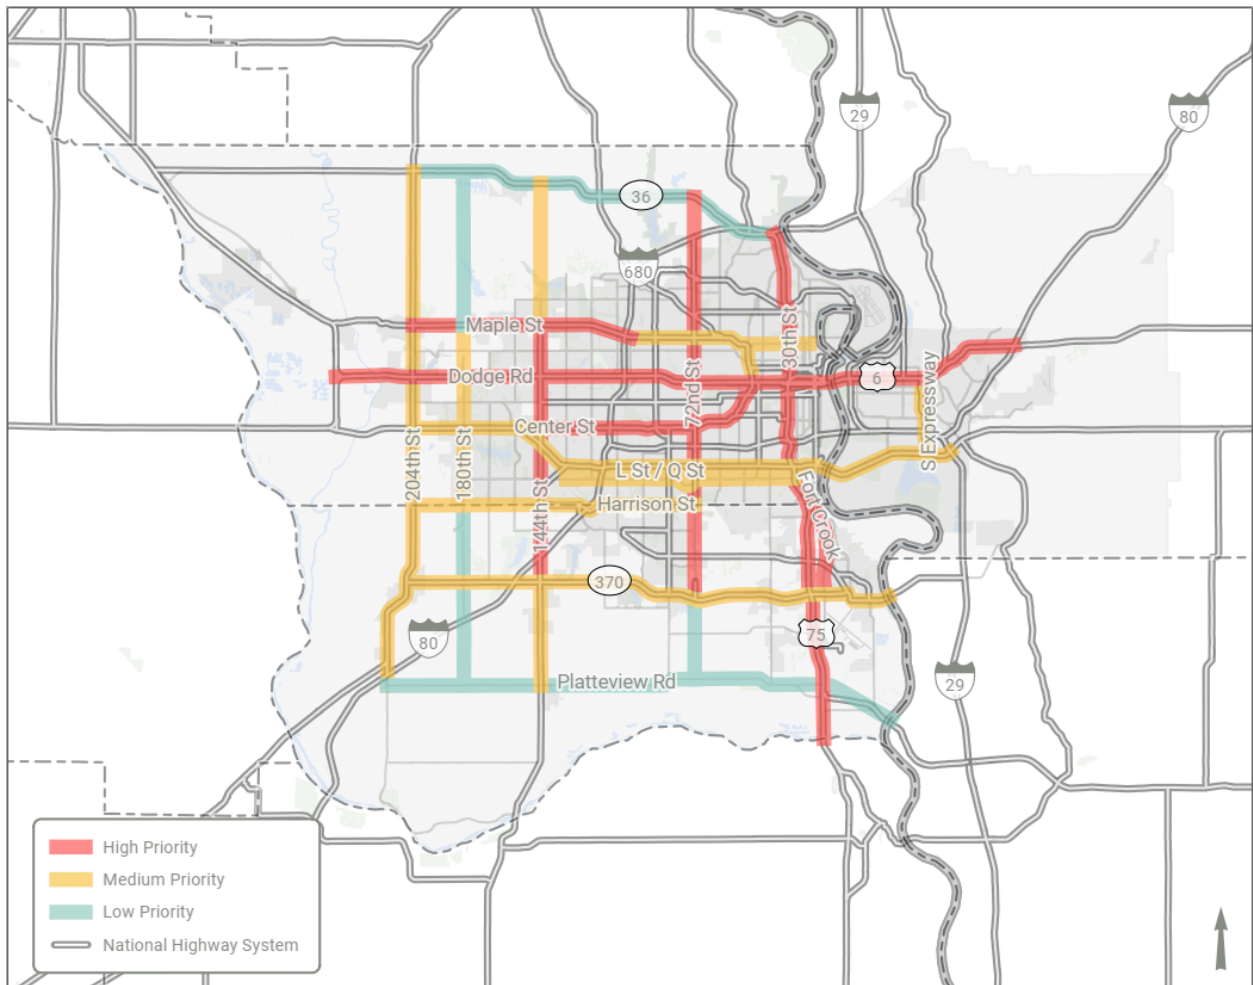 29
80
36
680
Maple St
30th St
Dodge Rd
6
72nd St
S Expressway
Center St
204th St
180th St
L St / Q St
144th St
Harrison St
Fort Crook
370
80
75
29
Platteview Rd
High Priority
Medium Priority
Low Priority
National Highway System